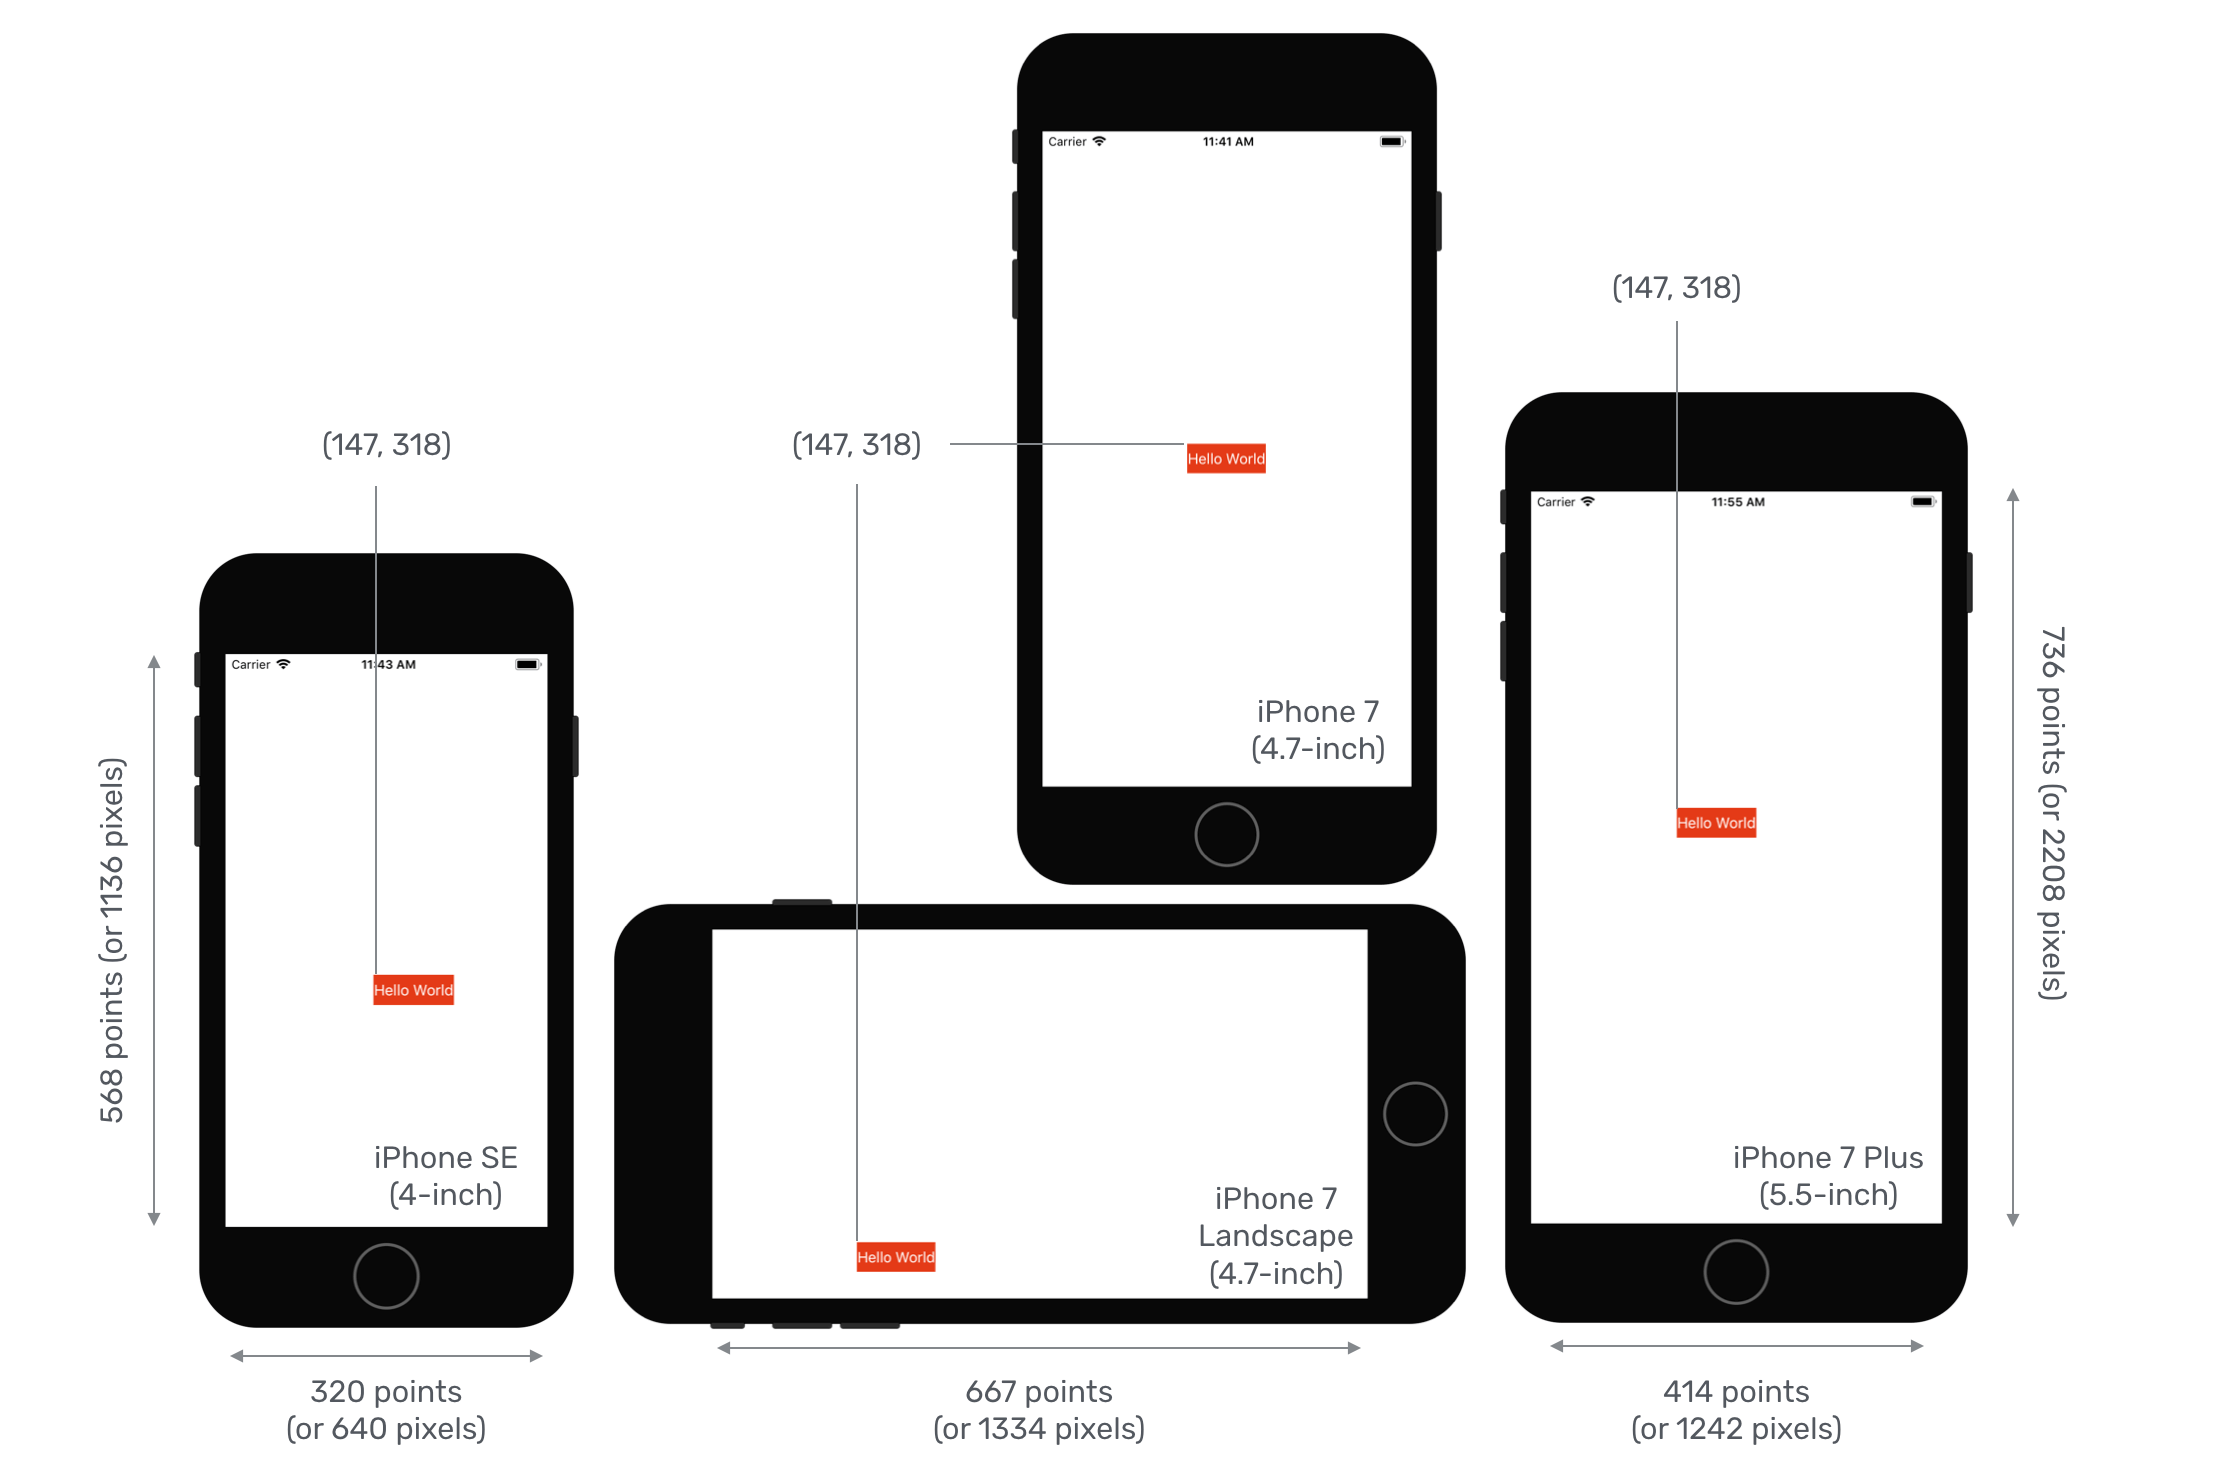 Carrier
11:41 AM
(147, 318)
(147, 318)
(147, 318)
Hello World
Carrier
11:55 AM
iPhone 7
(4.7-inch)
Carrier
11:43 AM
568 points (or 1136 pixels)
736 points (or 2208 pixels)
Hello World
Hello World
iPhone SE
(4-inch)
iPhone 7
Landscape
(4.7-inch)
iPhone 7 Plus
(5.5-inch)
Hello World
320 points
(or 640 pixels)
667 points
(or 1334 pixels)
414 points
(or 1242 pixels)